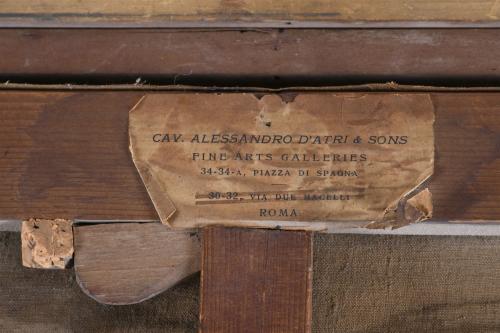 CAV. ALESSANDRO D'ATRI & SONS
FINE ARTS GALLERIES
34-34-A, PIAZZA DI SPAGNA
30-32, VIA DUE MACELLI
ROMA